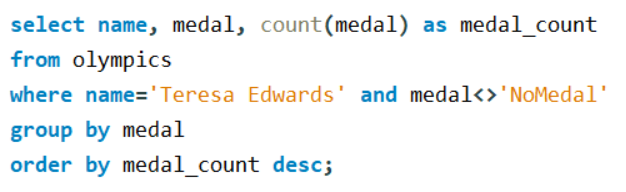 select name, medal, count(medal) as medal_count
from olympics
where name='Teresa Edwards' and medal<>'NoMedal'
group by medal
order by medal_count desc;